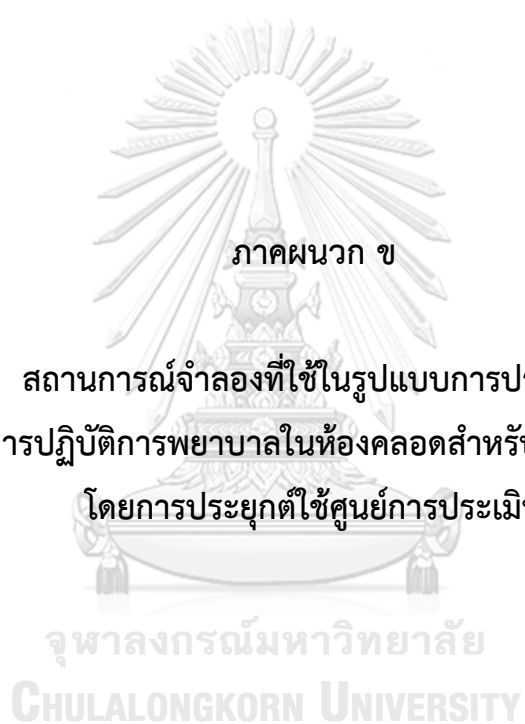 ภาคผนวก ข
สถานการณ์จำลองที่ใช้ในรูปแบบการปร
ารปฏิบัติการพยาบาลในห้องคลอดสำหรับ
โดยการประยุกต์ใช้ศูนย์การประเมิ
จุฬาลงกรณ์มหาวิทยาลัย
CHULALONGKORN UNIVERSITY